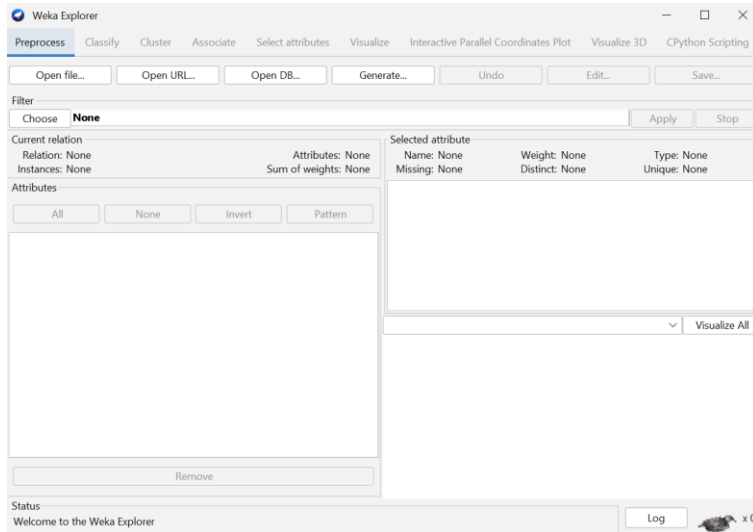 Weka Explorer
Preprocess Classify Cluster Associate Select attributes Visualize Interactive Parallel Coordinates Plot Visualize 3D CPython Scripting
Open file... Open URL... Open DB... Generate... Undo Edit... Save...
Filter
Choose None Apply Stop
Current relation
Relation: None Attributes: None
Instances: None Sum of weights: None
Attributes
All None Invert Pattern
Remove
Selected attribute
Name: None Weight: None Type: None
Missing: None Distinct: None Unique: None
Visualize All
Status
Welcome to the Weka Explorer
Log x